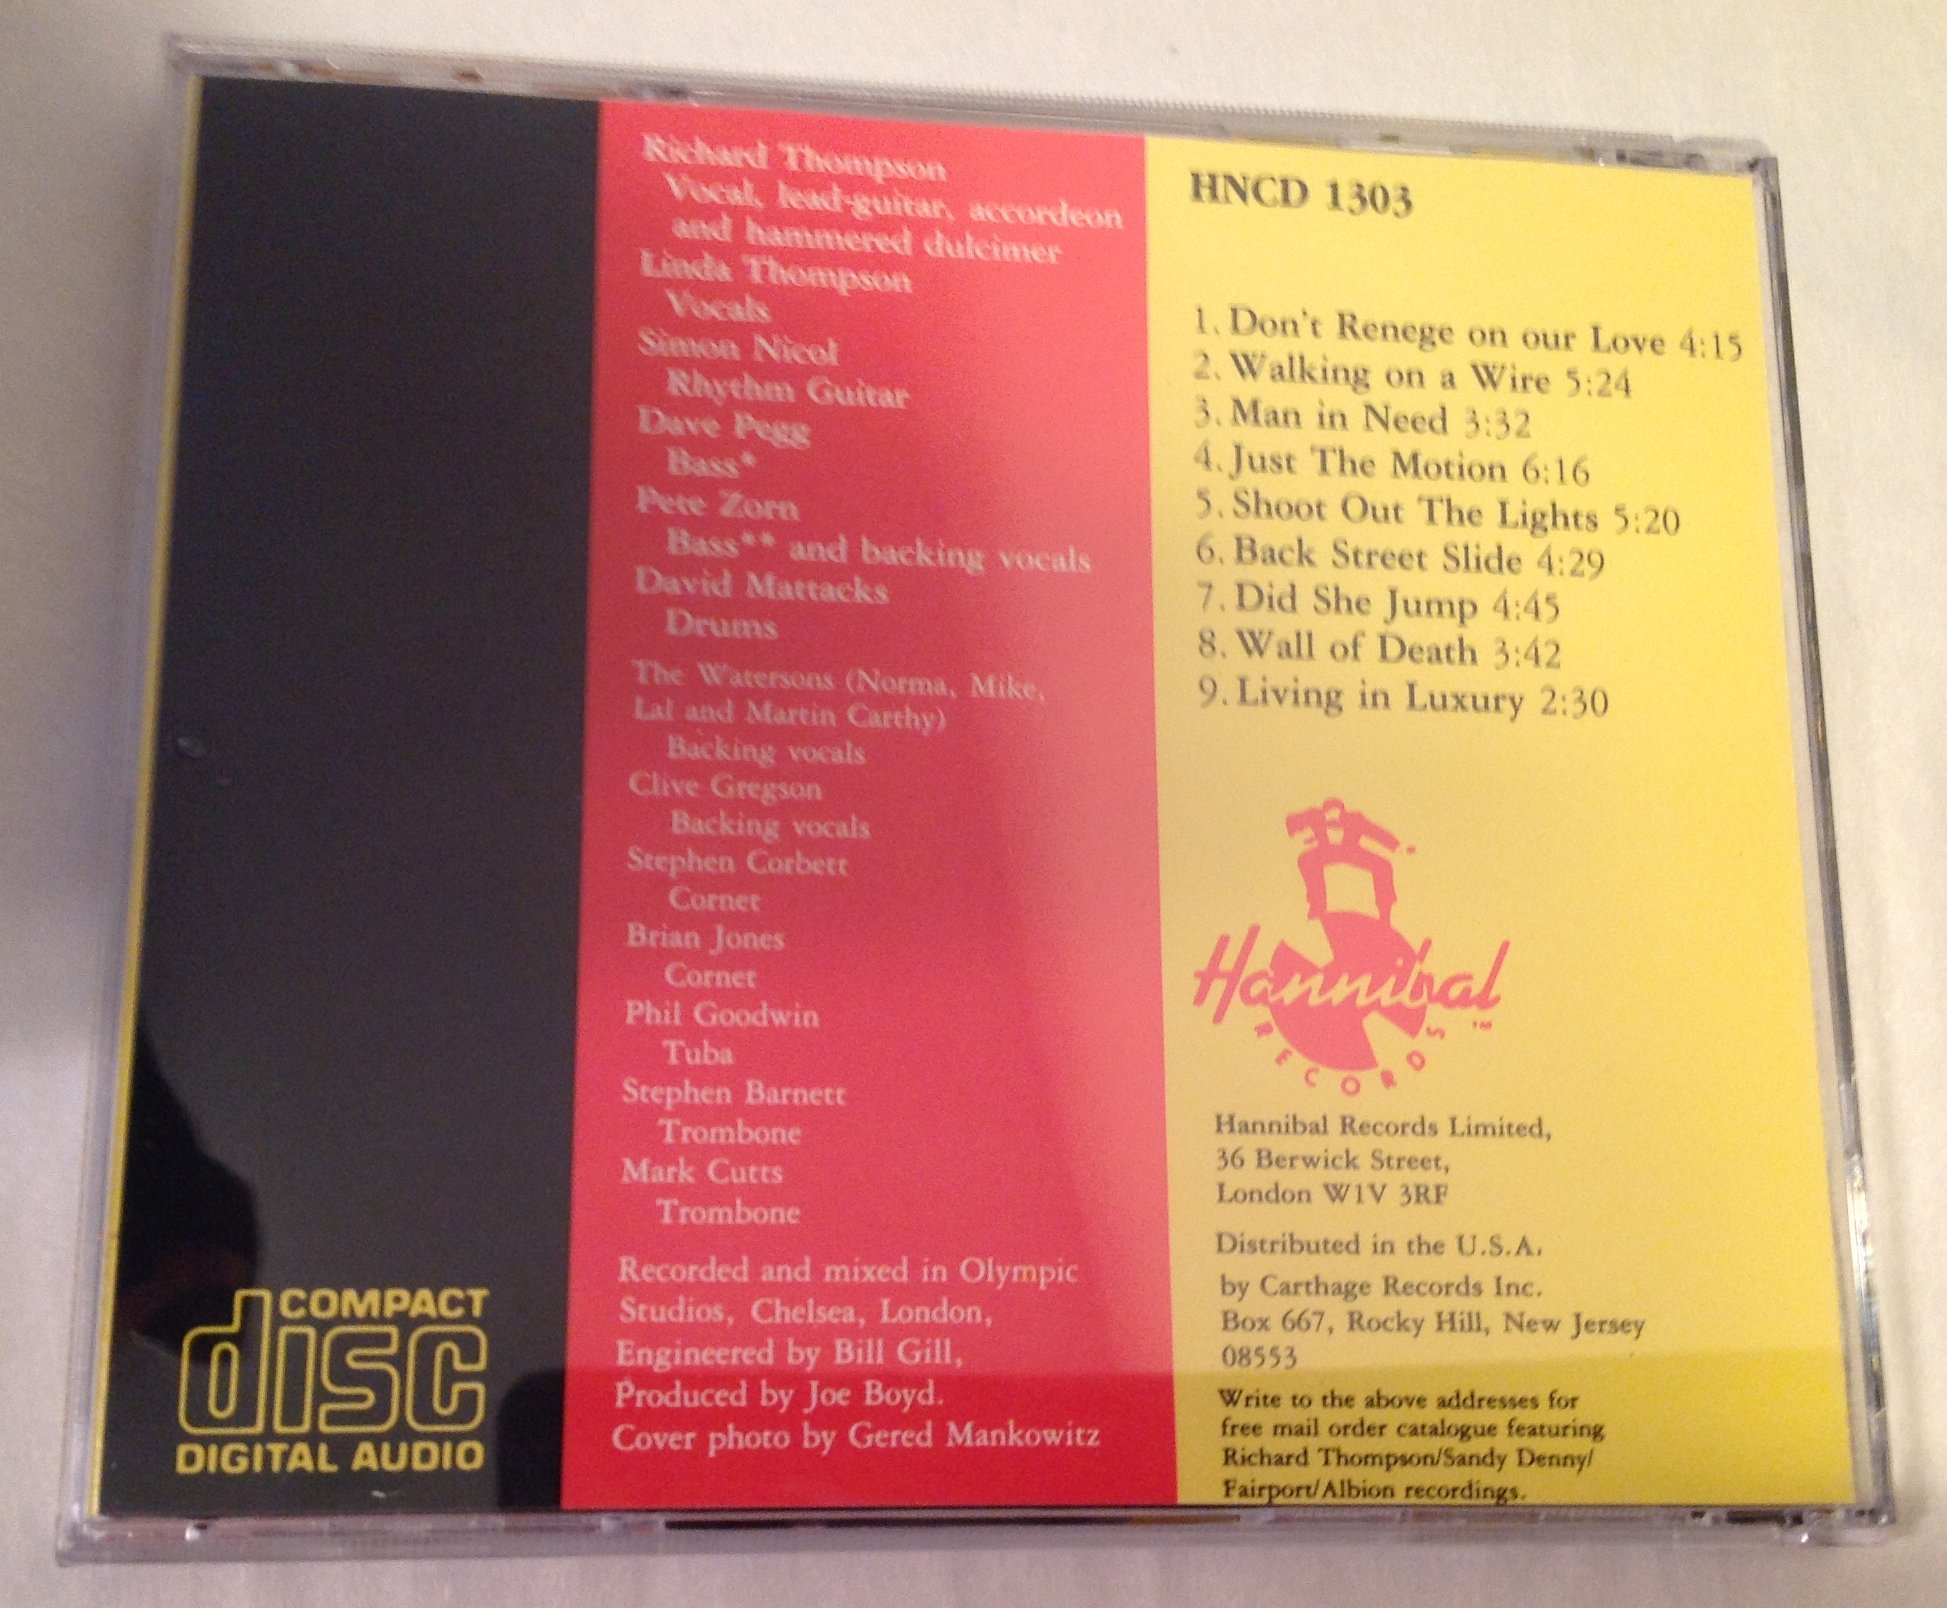 Richard Thompson
Vocal, lead-guitar, accordeon
and hammered dulcimer
Linda Thompson
Vocals
Simon Nicol
Rhythm Guitar
Dave Pegg
Bass*
Pete Zorn
Bass** and backing vocals
David Mattacks
Drums
The Watersons (Norma, Mike,
Lal and Martin Carthy)
Backing vocals
Clive Gregson
Backing vocals
Stephen Corbett
Cornet
Brian Jones
Cornet
Phil Goodwin
Tuba
Stephen Barnett
Trombone
Mark Cutts
Trombone
Recorded and mixed in Olympic
Studios, Chelsea, London,
Engineered by Bill Gill,
Produced by Joe Boyd.
Cover photo by Gered Mankowitz
HNCD 1303
1. Don't Renege on our Love 4:15
2. Walking on a Wire 5:24
3. Man in Need 3:32
4. Just The Motion 6:16
5. Shoot Out The Lights 5:20
6. Back Street Slide 4:29
7. Did She Jump 4:45
8. Wall of Death 3:42
9. Living in Luxury 2:30
Hannibal
RECORDS TM
Hannibal Records Limited,
36 Berwick Street,
London W1V 3RF
Distributed in the U.S.A.
by Carthage Records Inc.
Box 667, Rocky Hill, New Jersey
08553
Write to the above addresses for
free mail order catalogue featuring
Richard Thompson/Sandy Denny/
Fairport/Albion recordings.
COMPACT
disc
DIGITAL AUDIO